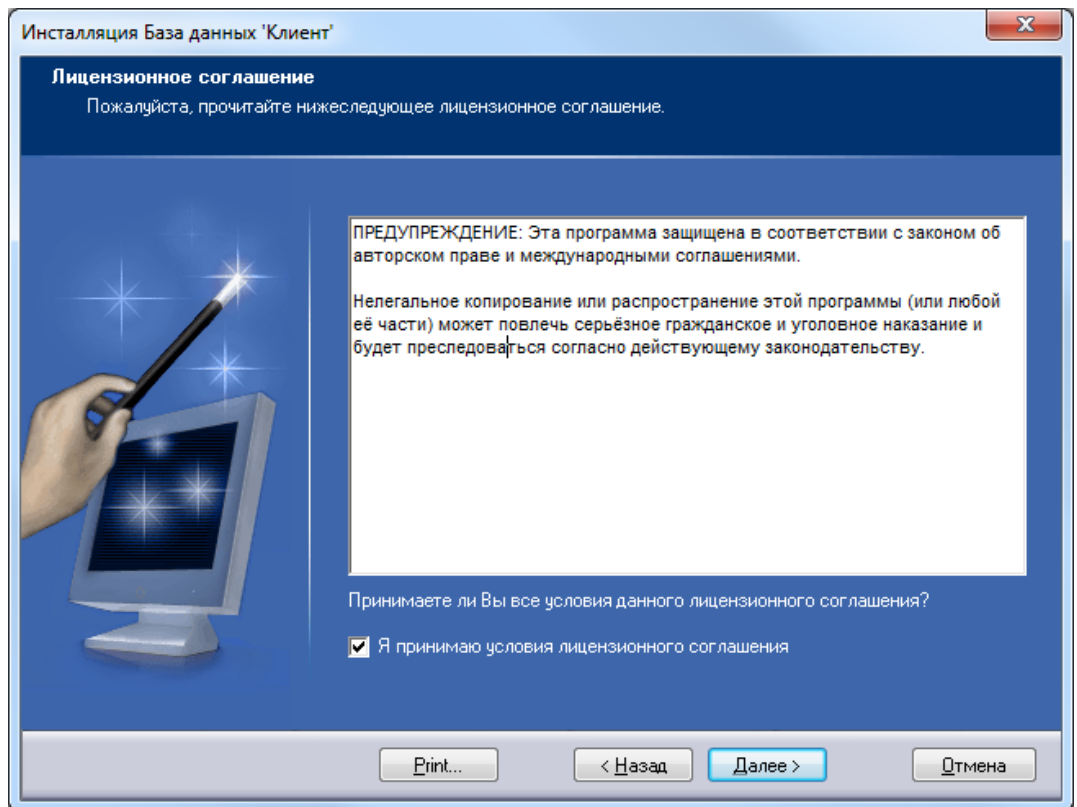 Инсталляция База данных 'Клиент'
Лицензионное соглашение
Пожалуйста, прочитайте нижеследующее лицензионное соглашение.
ПРЕДУПРЕЖДЕНИЕ: Эта программа защищена в соответствии с законом об
авторском праве и международными соглашениями.
Нелегальное копирование или распространение этой программы (или любой
её части) может повлечь серьёзное гражданское и уголовное наказание и
будет преследоваться согласно действующему законодательству.
Принимаете ли Вы все условия данного лицензионного соглашения?
Я принимаю условия лицензионного соглашения
Print... < Назад Далее > Отмена